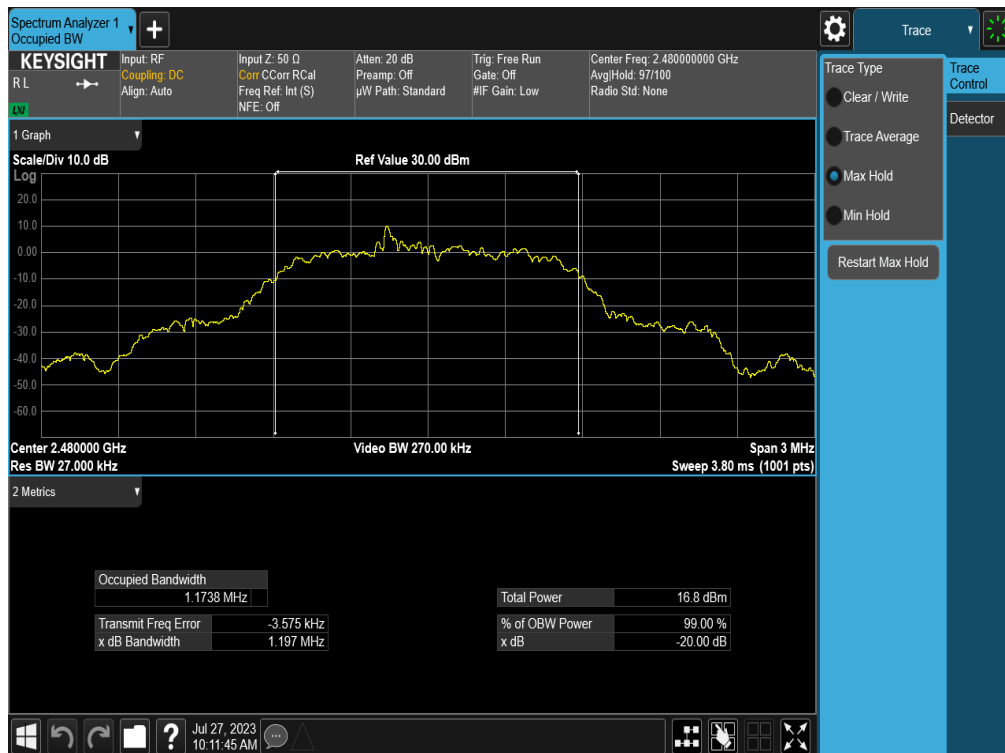 Spectrum Analyzer 1
Occupied BW
+
Trace
KEYSIGHT
R L
LXI
Input: RF
Coupling: DC
Align: Auto
Input Z: 50 Ω
Corr CCorr RCal
Freq Ref: Int (S)
NFE: Off
Atten: 20 dB
Preamp: Off
µW Path: Standard
Trig: Free Run
Gate: Off
#IF Gain: Low
Center Freq: 2.480000000 GHz
Avg|Hold: 97/100
Radio Std: None
Trace Type
Clear / Write
Trace Average
Max Hold
Min Hold
Restart Max Hold
Trace
Control
Detector
1 Graph
Scale/Div 10.0 dB
Ref Value 30.00 dBm
Log
20.0
10.0
0.00
-10.0
-20.0
-30.0
-40.0
-50.0
-60.0
Center 2.480000 GHz
Video BW 270.00 kHz
Span 3 MHz
Res BW 27.000 kHz
Sweep 3.80 ms (1001 pts)
2 Metrics
Occupied Bandwidth
1.1738 MHz
Total Power 16.8 dBm
Transmit Freq Error -3.575 kHz
% of OBW Power 99.00 %
x dB Bandwidth 1.197 MHz
x dB -20.00 dB
?
Jul 27, 2023
10:11:45 AM